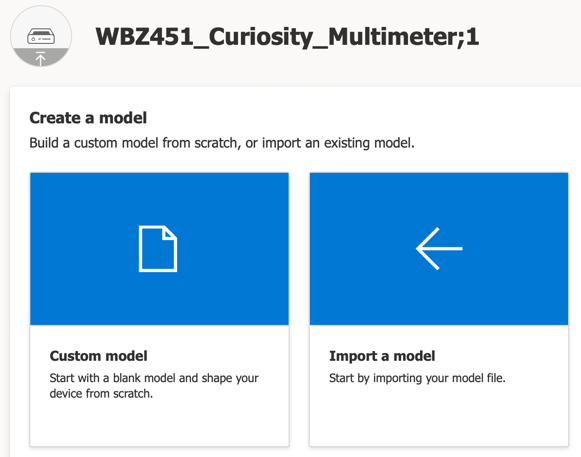 WBZ451_Curiosity_Multimeter;1
Create a model
Build a custom model from scratch, or import an existing model.
Custom model
Start with a blank model and shape your
device from scratch.
Import a model
Start by importing your model file.